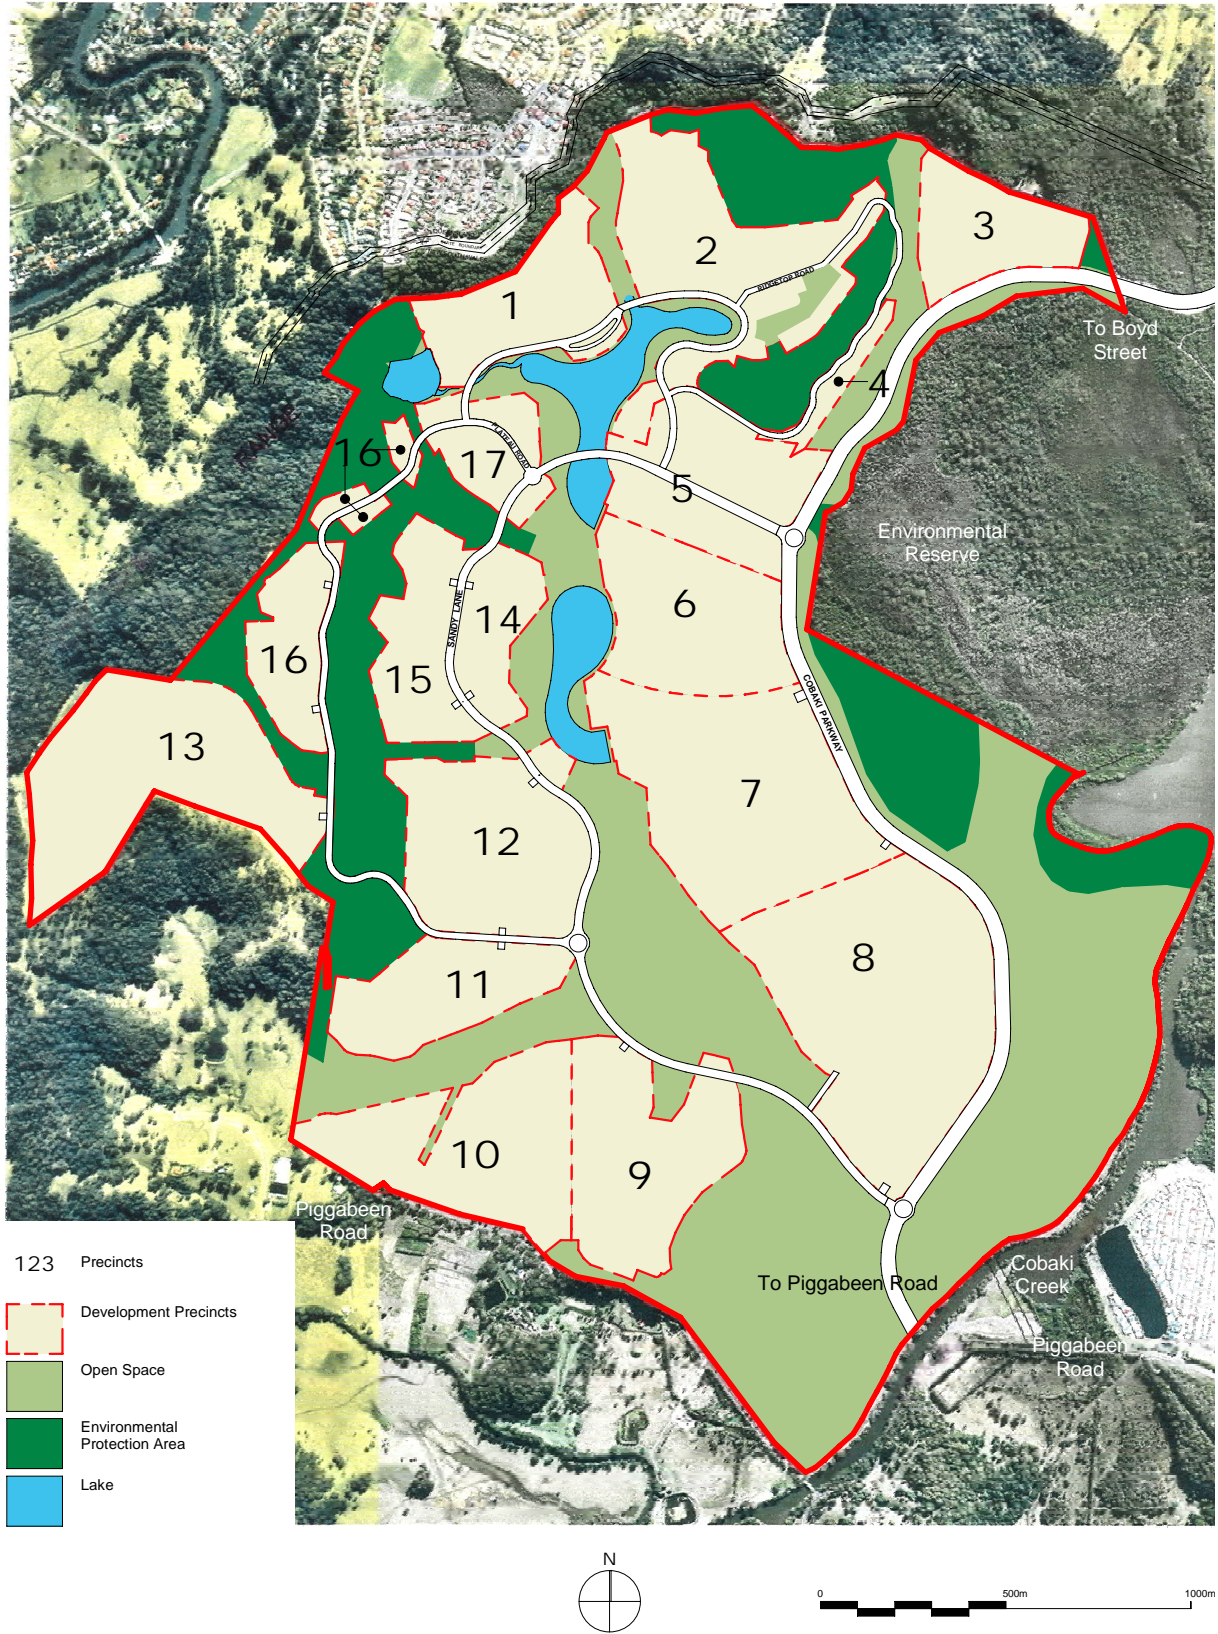 2
3
1
RIDGETOP ROAD
To Boyd
Street
4
16
PLATEAU ROAD
17
5
Environmental
Reserve
6
SANDY LANE
14
16
15
COBAKI PARKWAY
13
7
12
8
11
10
9
Piggabeen
Road
To Piggabeen Road
Cobaki
Creek
Piggabeen
Road
123 Precincts
Development Precincts
Open Space
Environmental
Protection Area
Lake
N
0 500m 1000m